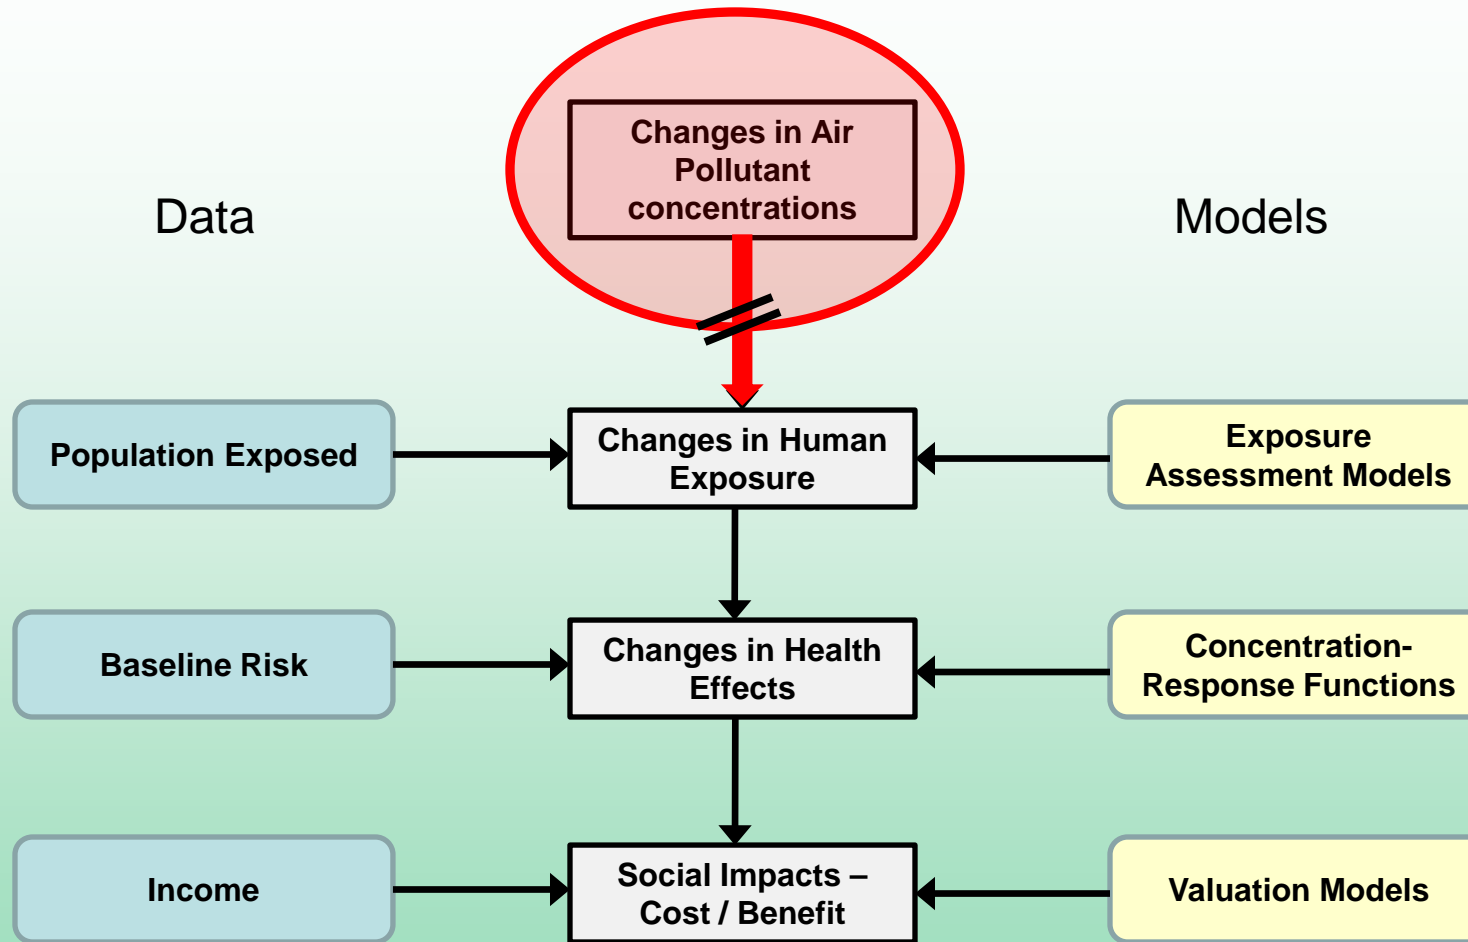 Changes in Air
Pollutant
concentrations
Data
Models
Population Exposed
Changes in Human
Exposure
Exposure
Assessment Models
Baseline Risk
Changes in Health
Effects
Concentration-
Response Functions
Income
Social Impacts –
Cost / Benefit
Valuation Models